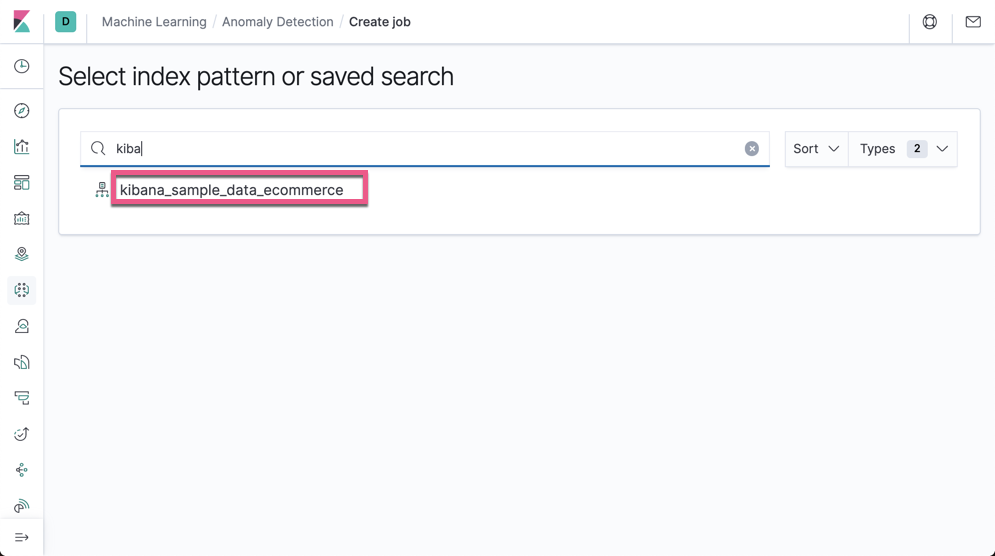 D Machine Learning / Anomaly Detection / Create job
Select index pattern or saved search
kiba Sort Types 2
kibana_sample_data_ecommerce